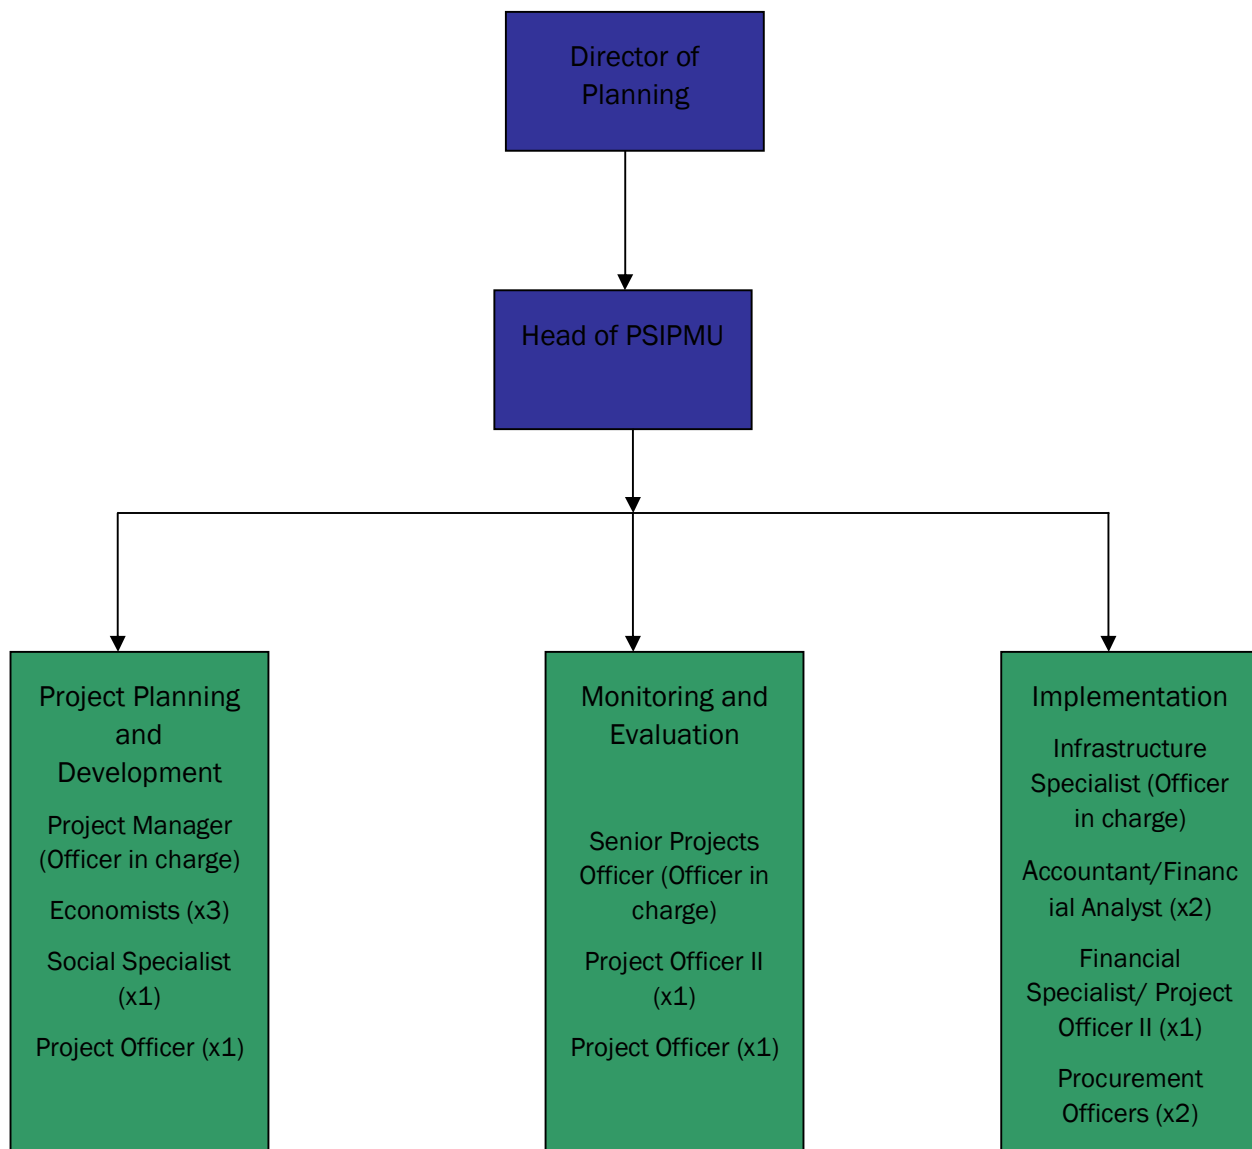 Director of
Planning
Head of PSIPMU
Project Planning
and
Development
Project Manager
(Officer in charge)
Economists (x3)
Social Specialist
(x1)
Project Officer (x1)
Monitoring and
Evaluation
Senior Projects
Officer (Officer in
charge)
Project Officer II
(x1)
Project Officer (x1)
Implementation
Infrastructure
Specialist (Officer
in charge)
Accountant/Financ
ial Analyst (x2)
Financial
Specialist/ Project
Officer II (x1)
Procurement
Officers (x2)